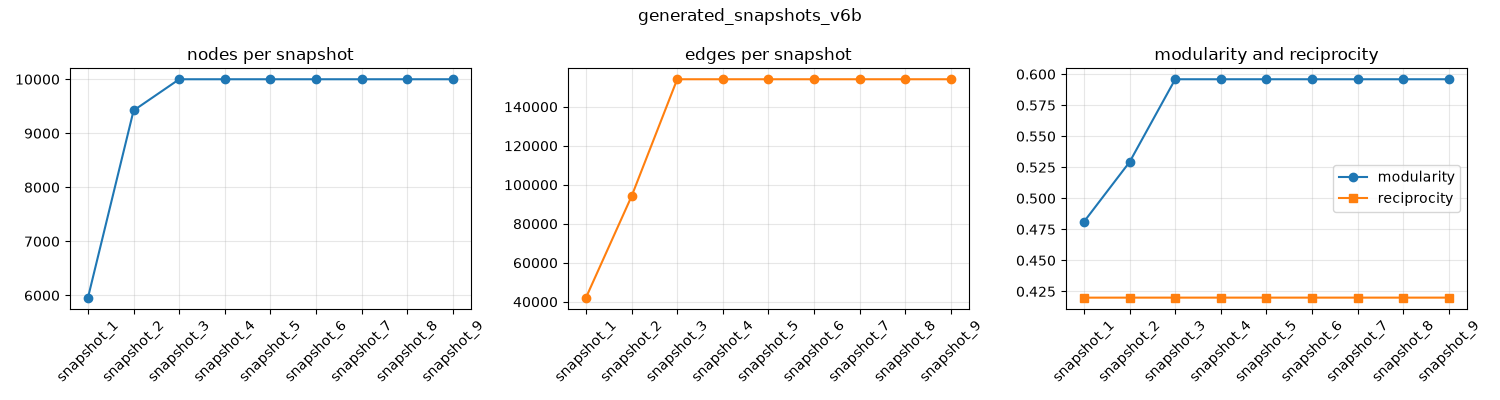 generated_snapshots_v6b
nodes per snapshot
10000
9000
8000
7000
6000
snapshot_1
snapshot_2
snapshot_3
snapshot_4
snapshot_5
snapshot_6
snapshot_7
snapshot_8
snapshot_9
edges per snapshot
140000
120000
100000
80000
60000
40000
snapshot_1
snapshot_2
snapshot_3
snapshot_4
snapshot_5
snapshot_6
snapshot_7
snapshot_8
snapshot_9
modularity and reciprocity
0.600
0.575
0.550
0.525
0.500
0.475
0.450
0.425
modularity
reciprocity
snapshot_1
snapshot_2
snapshot_3
snapshot_4
snapshot_5
snapshot_6
snapshot_7
snapshot_8
snapshot_9